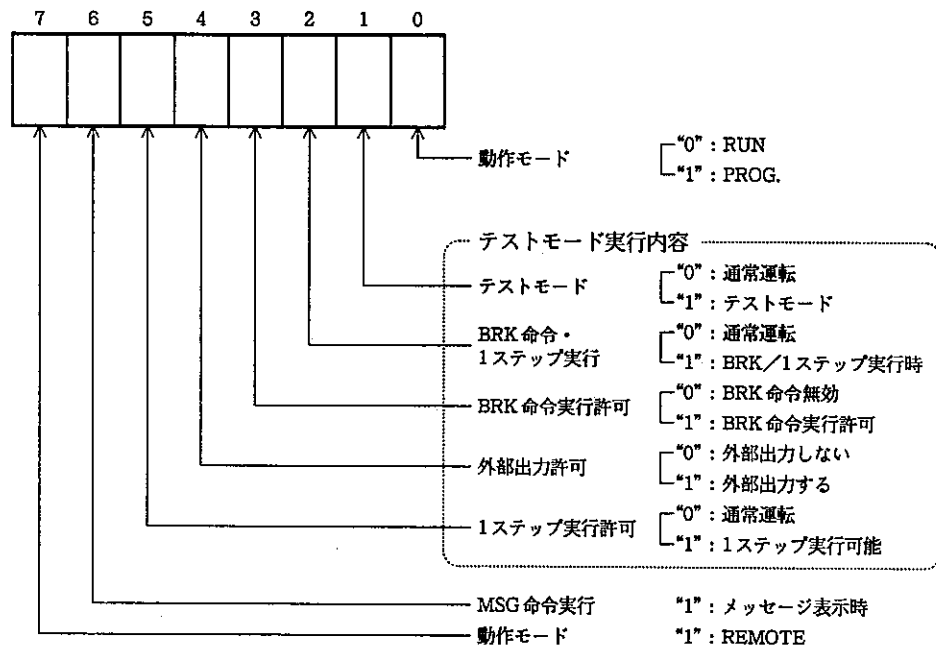 7 6 5 4 3 2 1 0
動作モード “0”：RUN
“1”：PROG.
テストモード実行内容
テストモード “0”：通常運転
“1”：テストモード
BRK命令・
1ステップ実行
“0”：通常運転
“1”：BRK／1ステップ実行時
BRK命令実行許可 “0”：BRK命令無効
“1”：BRK命令実行許可
外部出力許可 “0”：外部出力しない
“1”：外部出力する
1ステップ実行許可 “0”：通常運転
“1”：1ステップ実行可能
MSG命令実行 “1”：メッセージ表示時
動作モード “1”：REMOTE